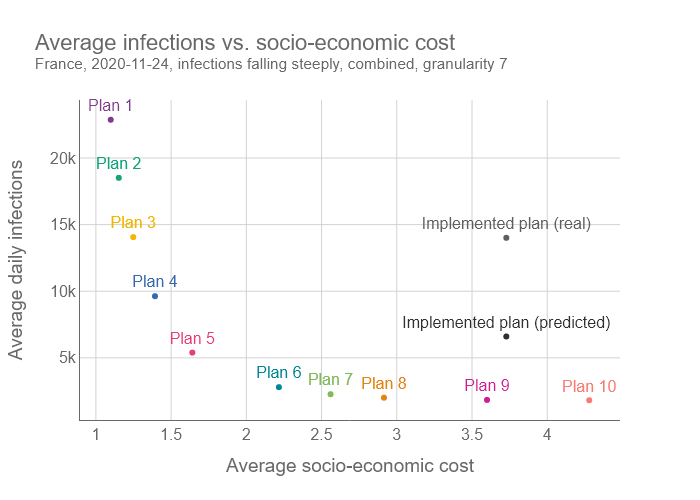 Average infections vs. socio-economic cost
France, 2020-11-24, infections falling steeply, combined, granularity 7
Plan 1
Plan 2
20k
Plan 3
Implemented plan (real)
15k
Plan 4
10k
Implemented plan (predicted)
Plan 5
5k
Plan 6
Plan 7
Plan 8
Plan 9
Plan 10
1
1.5
2
2.5
3
3.5
4
Average daily infections
Average socio-economic cost